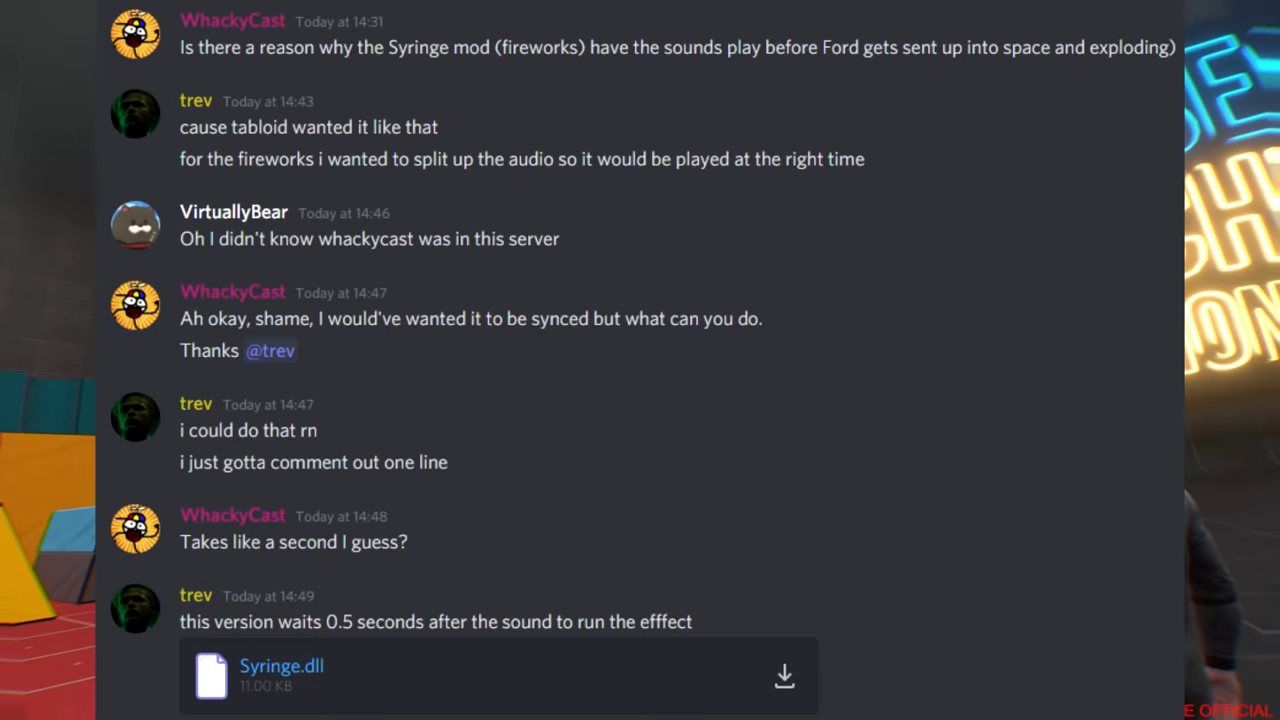 WhackyCast Today at 14:31
Is there a reason why the Syringe mod (fireworks) have the sounds play before Ford gets sent up into space and exploding)
trev Today at 14:43
cause tabloid wanted it like that
for the fireworks i wanted to split up the audio so it would be played at the right time
VirtuallyBear Today at 14:46
Oh I didn't know whackycast was in this server
WhackyCast Today at 14:47
Ah okay, shame, I would've wanted it to be synced but what can you do.
Thanks @trev
trev Today at 14:47
i could do that rn
i just gotta comment out one line
WhackyCast Today at 14:48
Takes like a second I guess?
trev Today at 14:49
this version waits 0.5 seconds after the sound to run the efffect
Syringe.dll
11.00 KB
E OFFICIAL